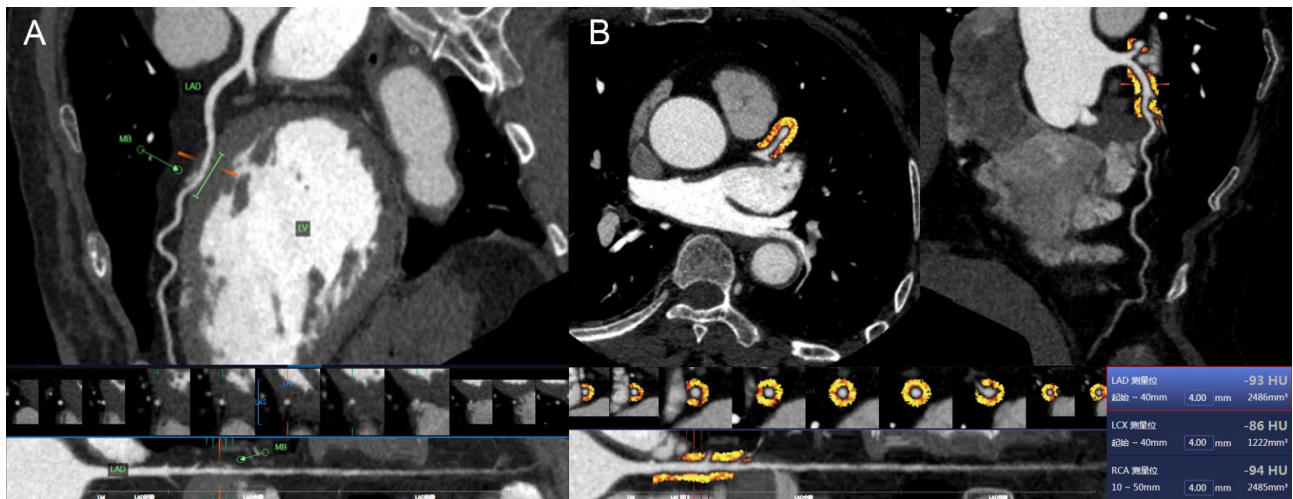 A
B
LAD
MB
LV
LAS
MB
LAD
LM
LAD 测量位 -93 HU
起始 ~ 40mm 4.00 mm 2486mm³
LCX 测量位 -86 HU
起始 ~ 40mm 4.00 mm 1222mm³
RCA 测量位 -94 HU
10 ~ 50mm 4.00 mm 2485mm³